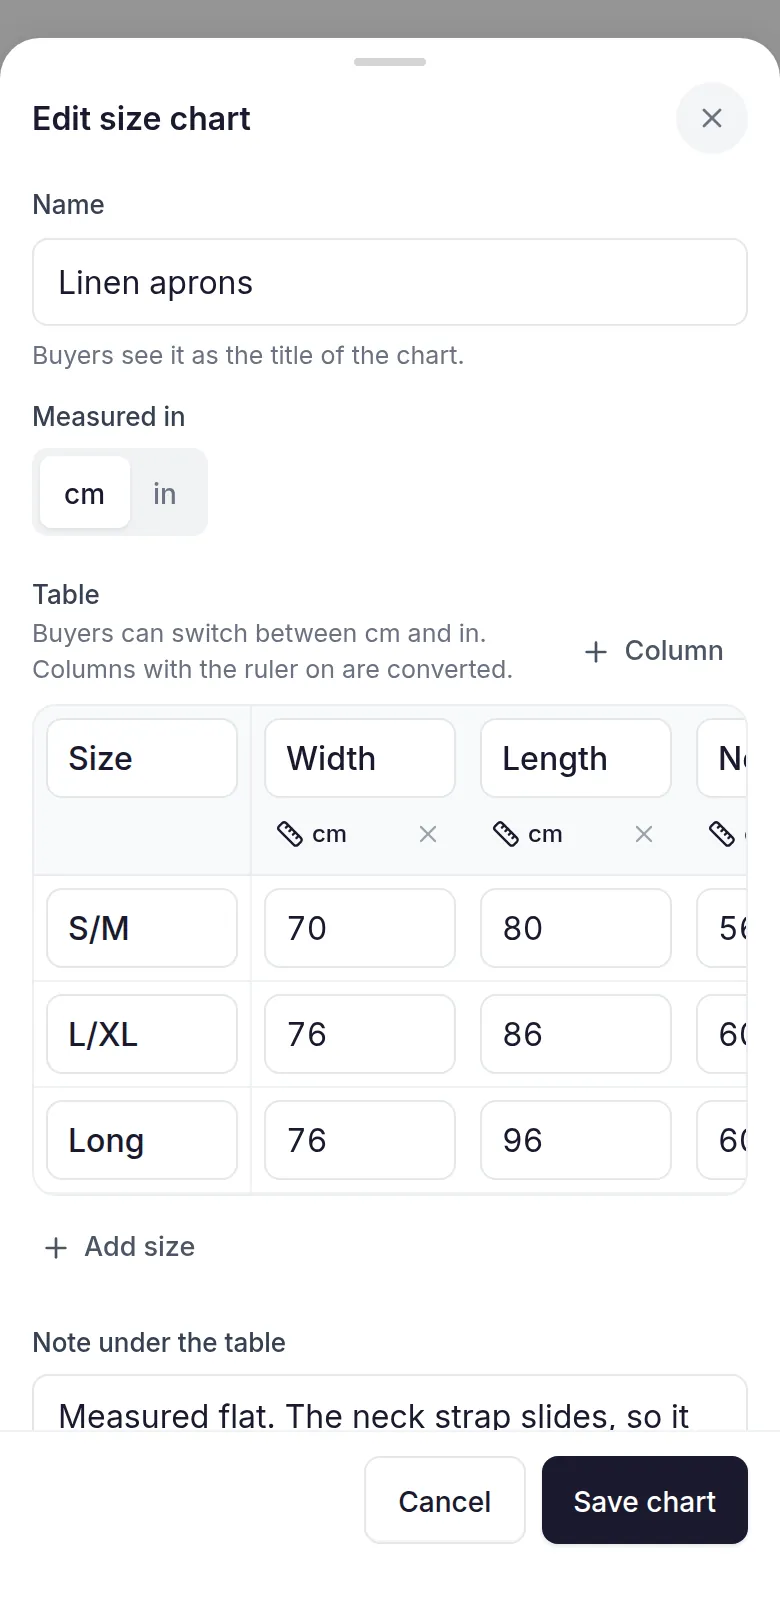 Edit size chart
Name
Linen aprons
Buyers see it as the title of the chart.
Measured in
cm in
Table
Buyers can switch between cm and in.
Columns with the ruler on are converted.
+ Column
Size Width Length
cm cm
S/M 70 80
L/XL 76 86
Long 76 96
+ Add size
Note under the table
Measured flat. The neck strap slides, so it
Cancel Save chart